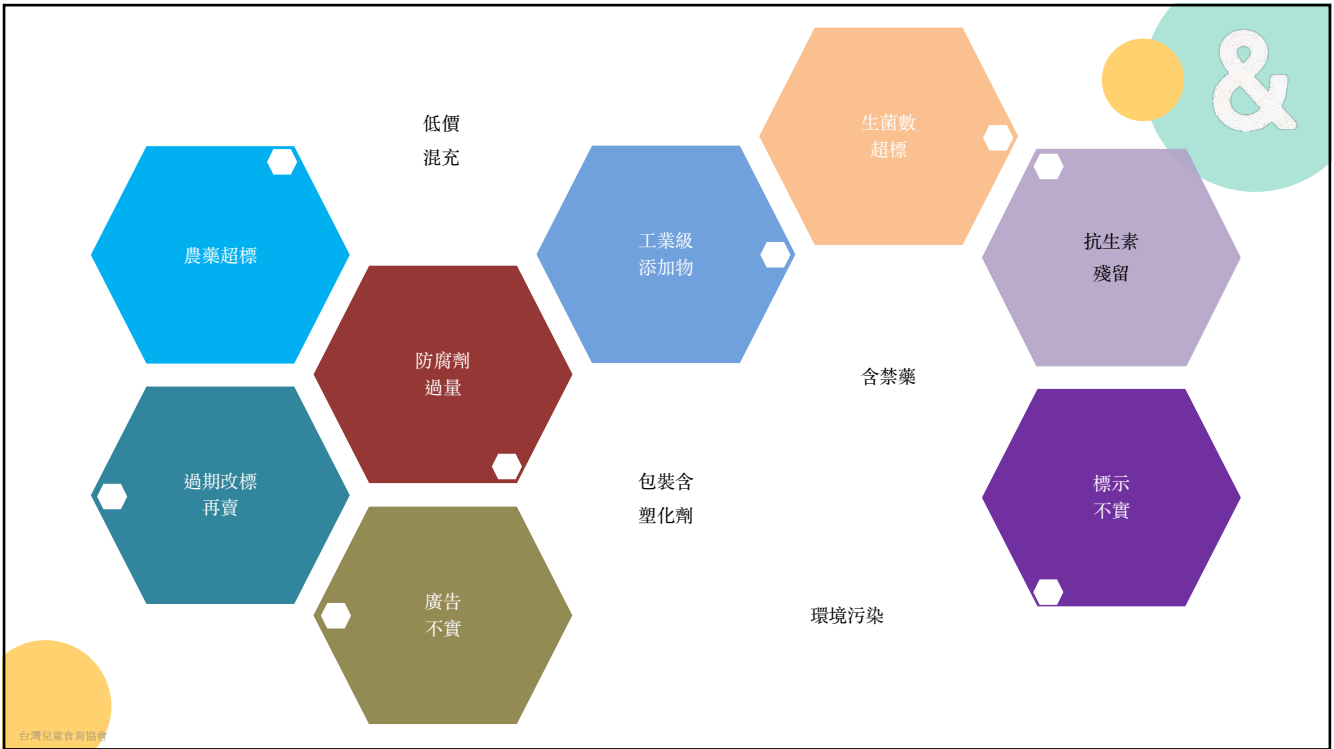 &
低價
混充
生菌數
超標
農藥超標
工業級
添加物
抗生素
殘留
防腐劑
過量
含禁藥
過期改標
再賣
包裝含
塑化劑
標示
不實
廣告
不實
環境污染
台灣兒童食育協會